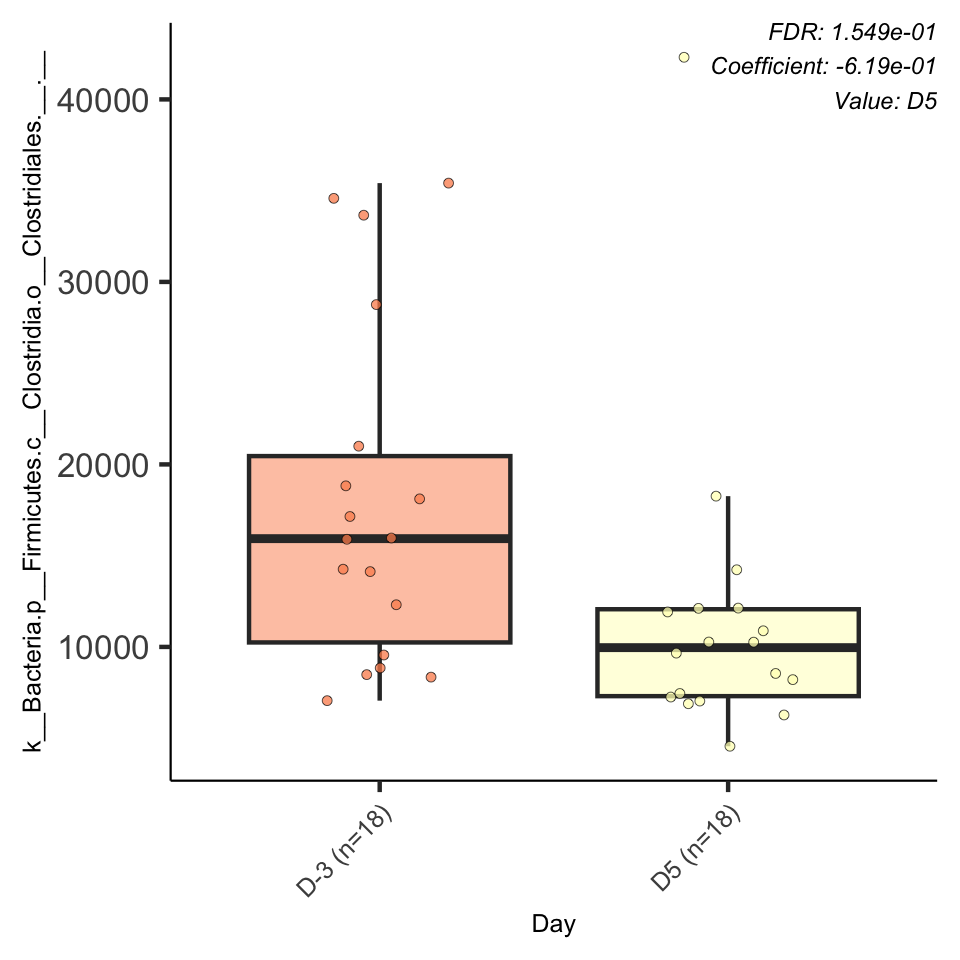 FDR: 1.549e-01
Coefficient: -6.19e-01
Value: D5
k__Bacteria.p__Firmicutes.c__Clostridia.o__Clostridiales.__.__
40000
30000
20000
10000
D-3 (n=18)
D5 (n=18)
Day